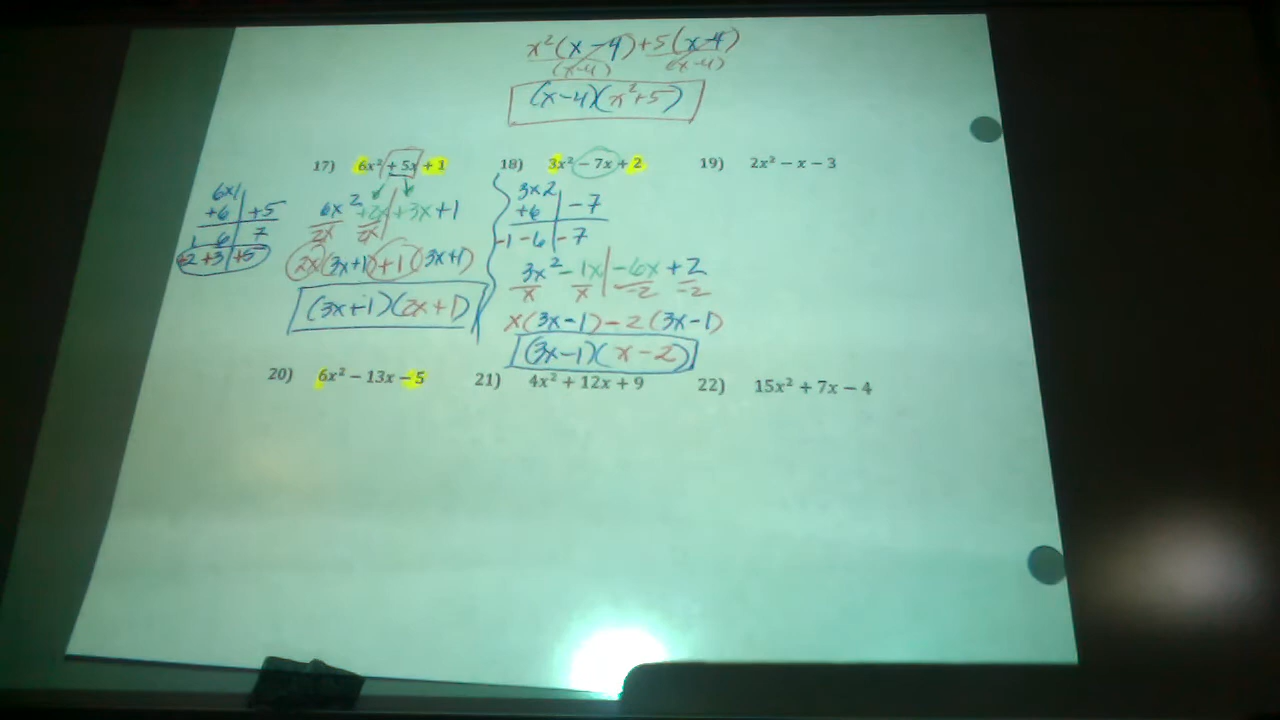 x²(x-4)+5(x-4)
(x-4) (x-4)
(x-4)(x²+5)
17) 6x² + 5x + 1
6x1
+6 +5
1 6 7
+2 +3 +5
6x² +2x +3x +1
2x 2x
2x(3x+1)+1(3x+1)
(3x+1)(2x+1)
18) 3x² − 7x + 2
3x2
+6 -7
-1 -6 -7
3x² -1x -6x +2
x x -2 -2
x(3x-1)-2(3x-1)
(3x-1)(x-2)
19) 2x² − x − 3
20) 6x² − 13x − 5
21) 4x² + 12x + 9
22) 15x² + 7x − 4